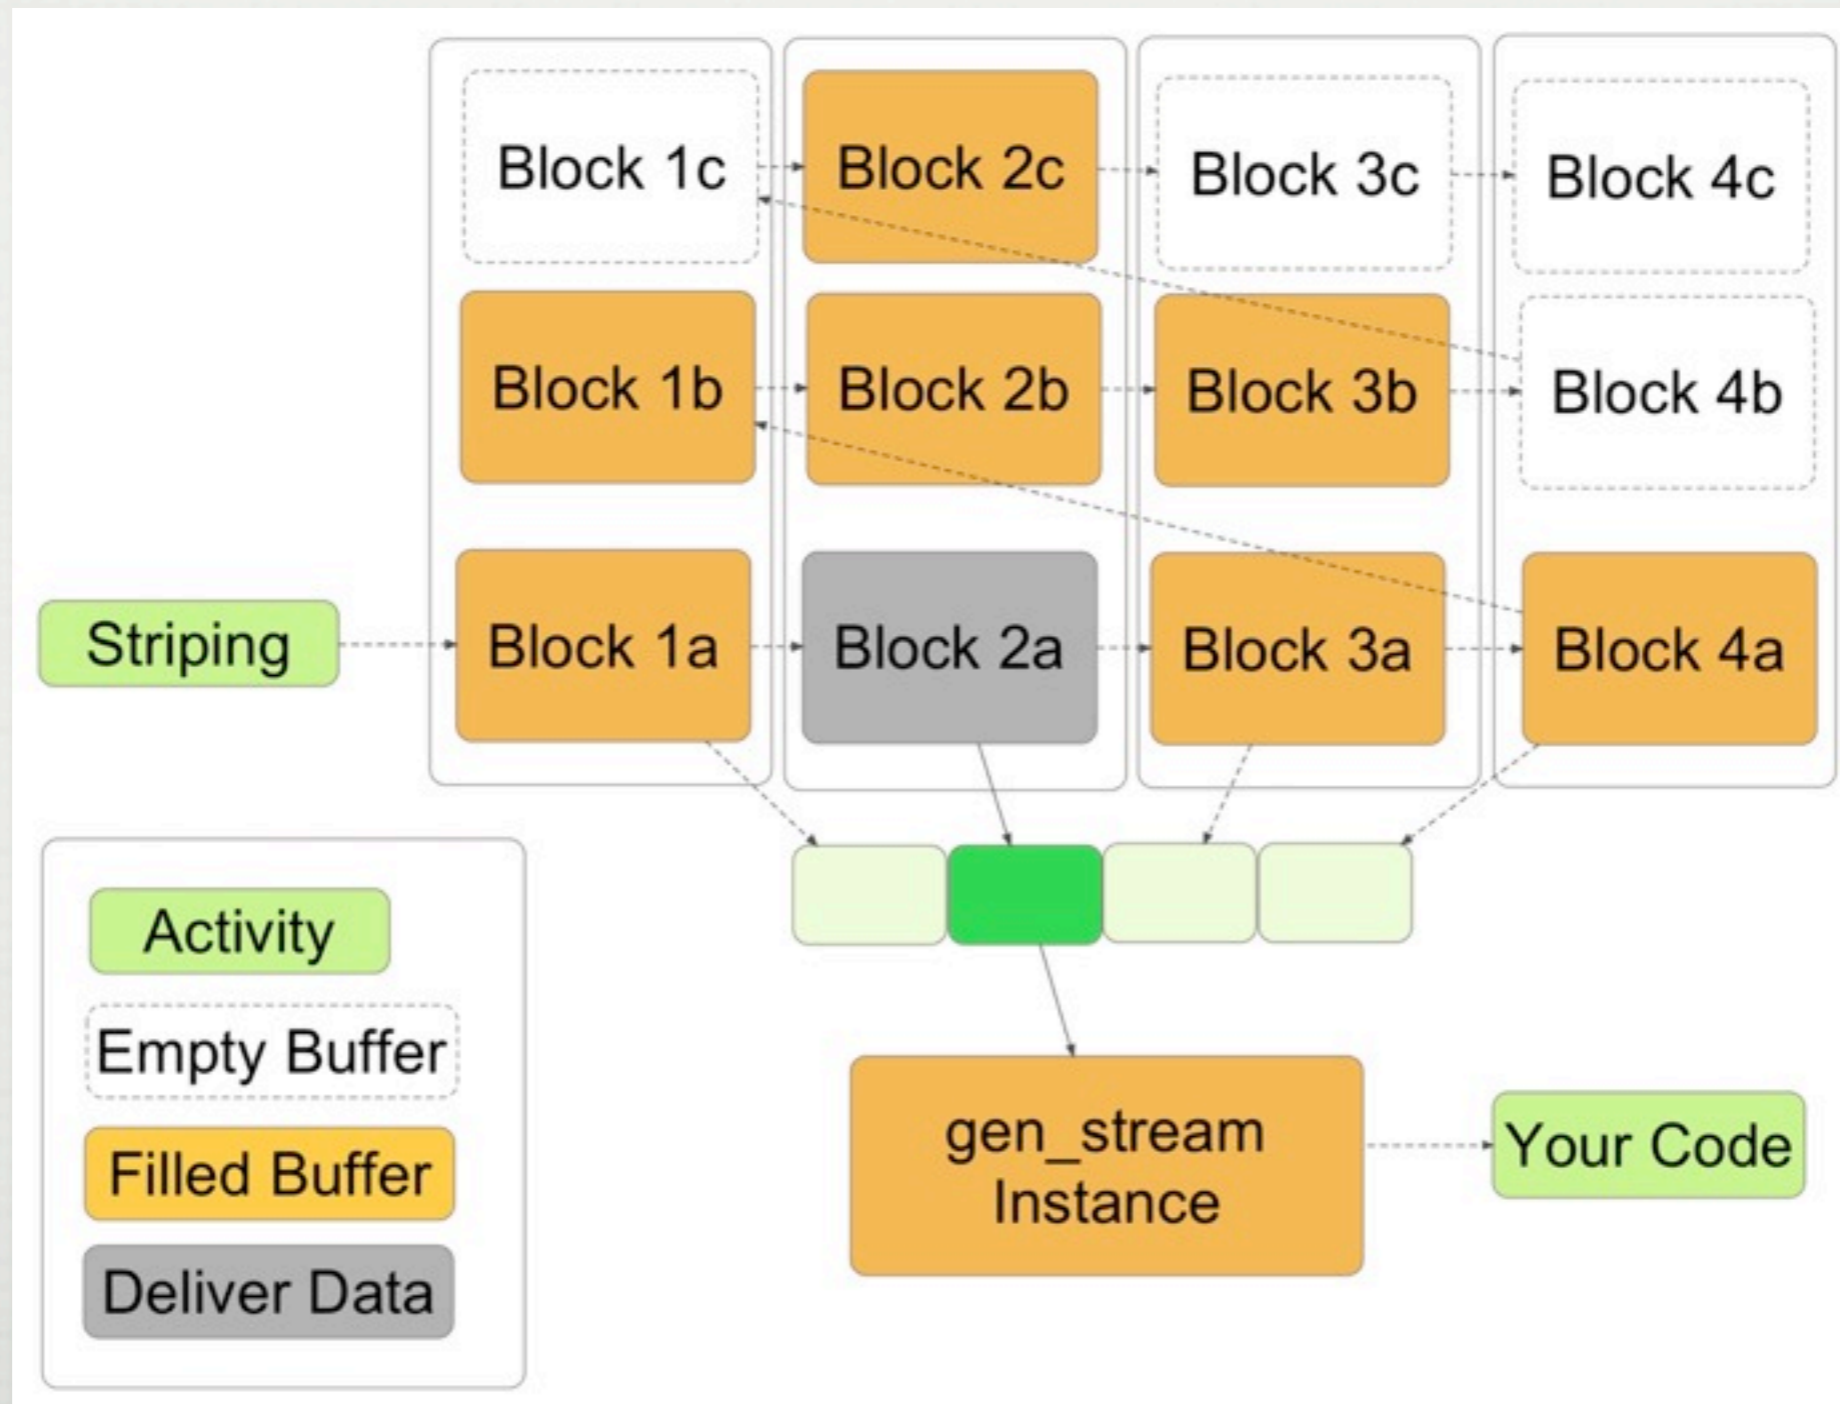 Block 1c
Block 2c
Block 3c
Block 4c
Block 1b
Block 2b
Block 3b
Block 4b
Striping
Block 1a
Block 2a
Block 3a
Block 4a
Activity
Empty Buffer
Filled Buffer
Deliver Data
gen_stream
Instance
Your Code